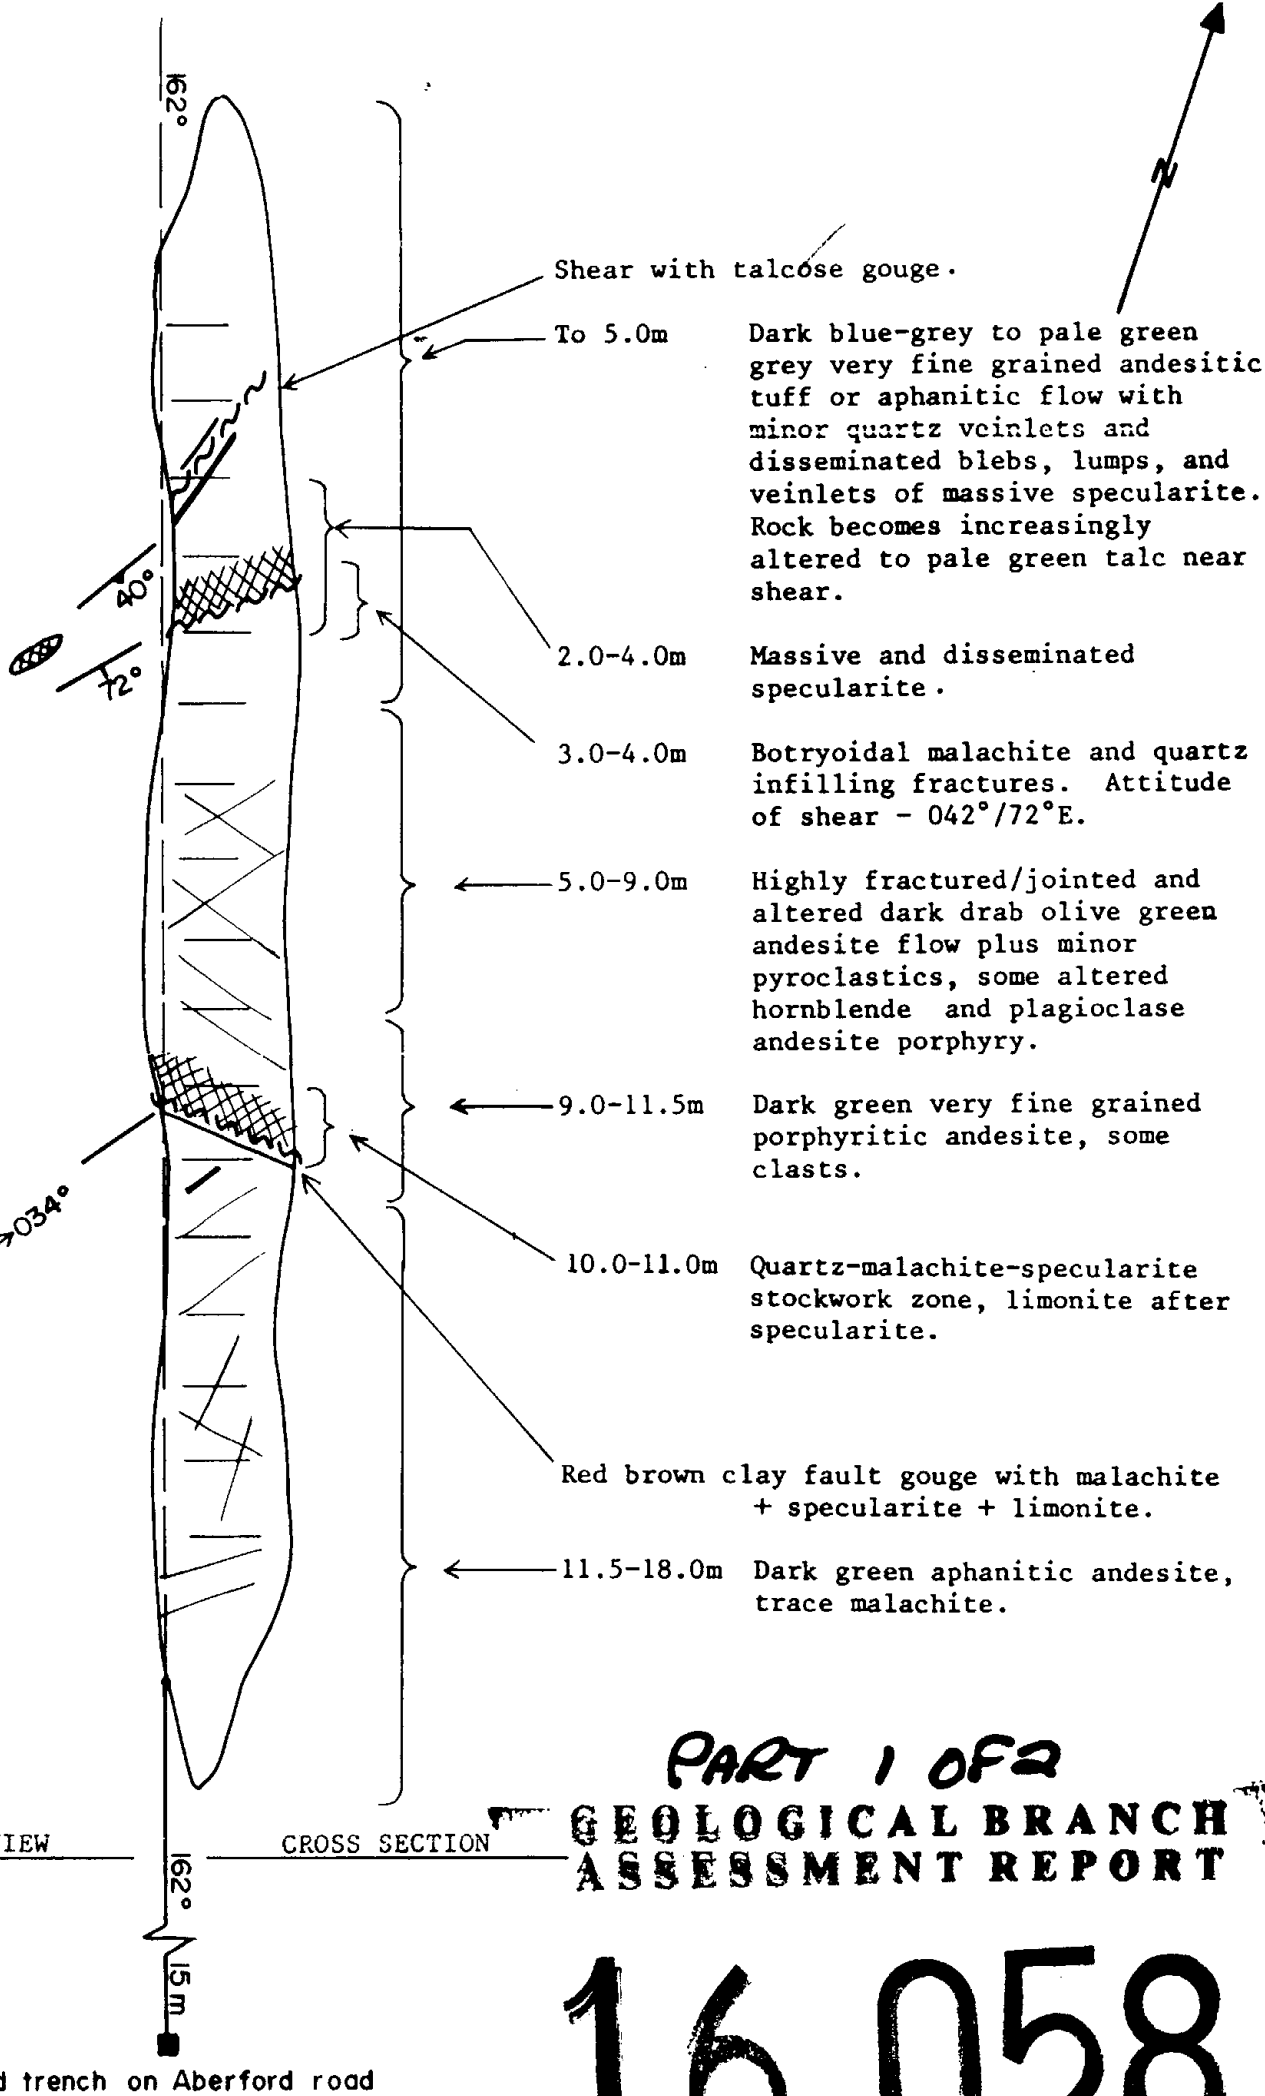 162°
N
Shear with talcose gouge.
To 5.0m Dark blue-grey to pale green
grey very fine grained andesitic
tuff or aphanitic flow with
minor quartz veinlets and
disseminated blebs, lumps, and
veinlets of massive specularite.
Rock becomes increasingly
altered to pale green talc near
shear.
40°
72°
2.0-4.0m Massive and disseminated
specularite.
3.0-4.0m Botryoidal malachite and quartz
infilling fractures. Attitude
of shear - 042°/72°E.
5.0-9.0m Highly fractured/jointed and
altered dark drab olive green
andesite flow plus minor
pyroclastics, some altered
hornblende and plagioclase
andesite porphyry.
9.0-11.5m Dark green very fine grained
porphyritic andesite, some
clasts.
034°
10.0-11.0m Quartz-malachite-specularite
stockwork zone, limonite after
specularite.
Red brown clay fault gouge with malachite
+ specularite + limonite.
11.5-18.0m Dark green aphanitic andesite,
trace malachite.
PART 1 OF 2
GEOLOGICAL BRANCH
ASSESSMENT REPORT
IEW CROSS SECTION
162°
15m
16,058
trench on Aberford road